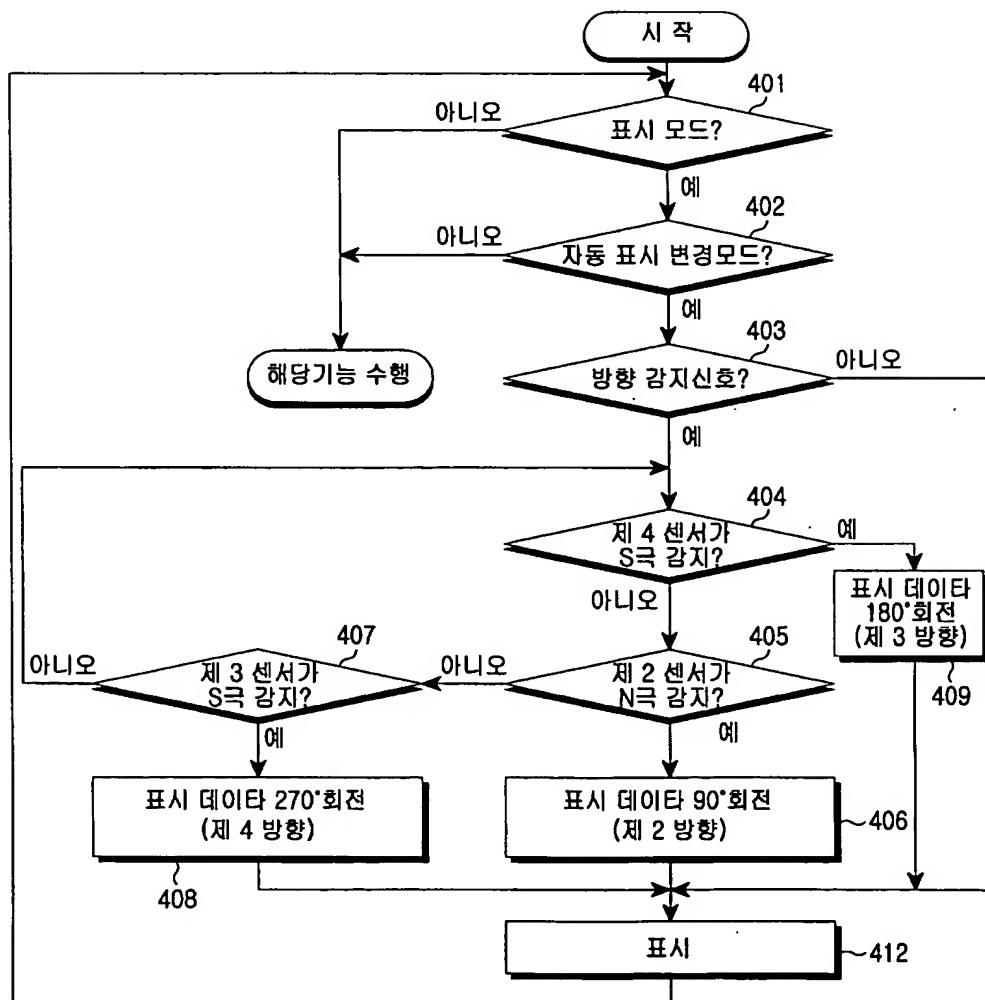 시 작
401
아니오
표시 모드?
예
402
아니오
자동 표시 변경모드?
예
403
아니오
해당기능 수행
방향 감지신호?
예
404
제 4 센서가
S극 감지?
예
아니오
표시 데이타
180°회전
(제 3 방향)
409
407
아니오
제 3 센서가
S극 감지?
아니오
405
제 2 센서가
N극 감지?
예
예
표시 데이타 270°회전
(제 4 방향)
408
표시 데이타 90°회전
(제 2 방향)
406
표시
412